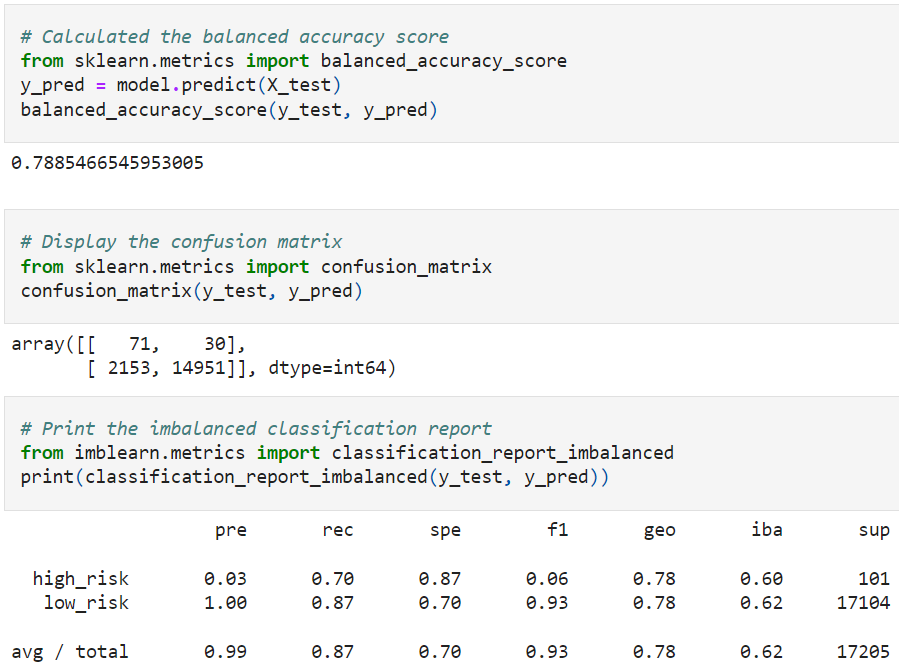 # Calculated the balanced accuracy score
from sklearn.metrics import balanced_accuracy_score
y_pred = model.predict(X_test)
balanced_accuracy_score(y_test, y_pred)
0.7885466545953005
# Display the confusion matrix
from sklearn.metrics import confusion_matrix
confusion_matrix(y_test, y_pred)
array([[   71,    30],
       [ 2153, 14951]], dtype=int64)
# Print the imbalanced classification report
from imblearn.metrics import classification_report_imbalanced
print(classification_report_imbalanced(y_test, y_pred))
                   pre       rec       spe        f1       geo       iba       sup
  high_risk       0.03      0.70      0.87      0.06      0.78      0.60       101
   low_risk       1.00      0.87      0.70      0.93      0.78      0.62     17104
avg / total       0.99      0.87      0.70      0.93      0.78      0.62     17205